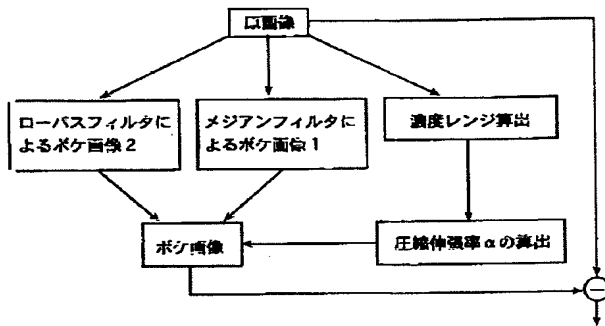 原画像
ローパスフィルタに
よるボケ画像2
メジアンフィルタに
よるボケ画像1
濃度レンジ算出
ボケ画像
圧縮伸張率αの算出